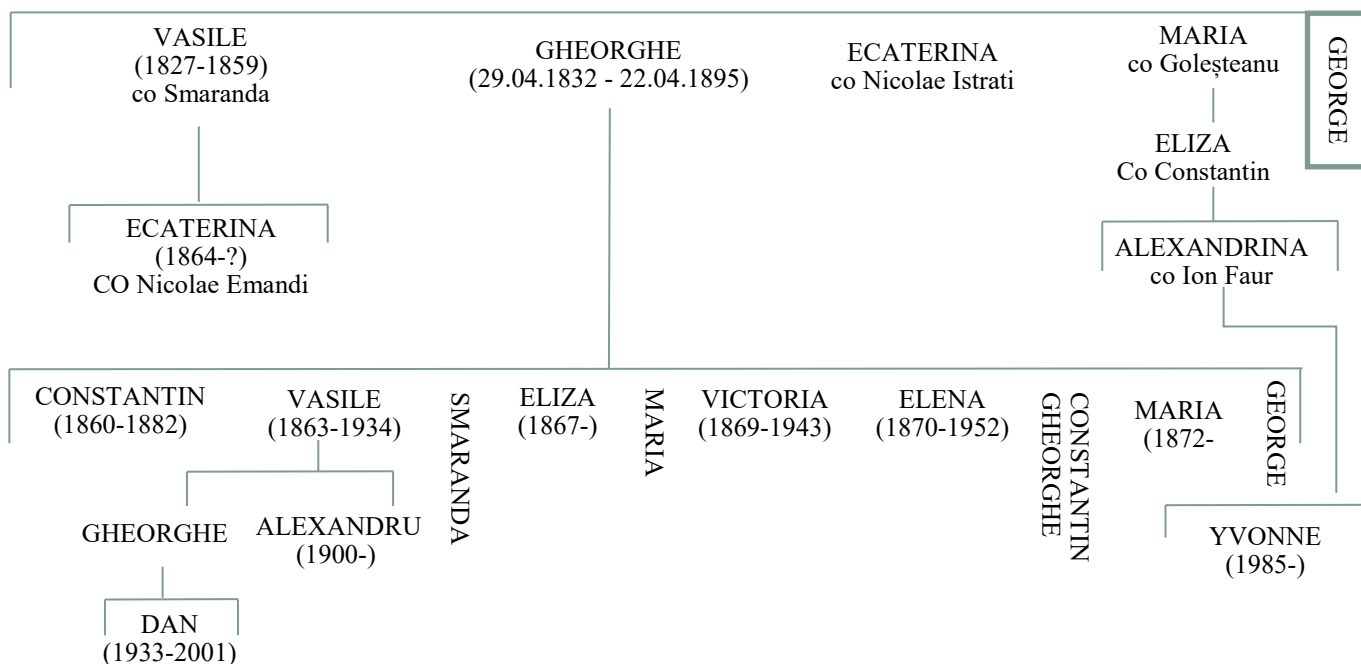 VASILE
(1827-1859)
co Smaranda
GHEORGHE
(29.04.1832 - 22.04.1895)
ECATERINA
co Nicolae Istrati
MARIA
co Goleșteanu
GEORGE
ELIZA
Co Constantin
ECATERINA
(1864-?)
CO Nicolae Emandi
ALEXANDRINA
co Ion Faur
CONSTANTIN
(1860-1882)
VASILE
(1863-1934)
SMARANDA
ELIZA
(1867-)
MARIA
VICTORIA
(1869-1943)
ELENA
(1870-1952)
CONSTANTIN
GHEORGHE
MARIA
(1872-
GEORGE
GHEORGHE
ALEXANDRU
(1900-)
YVONNE
(1985-)
DAN
(1933-2001)